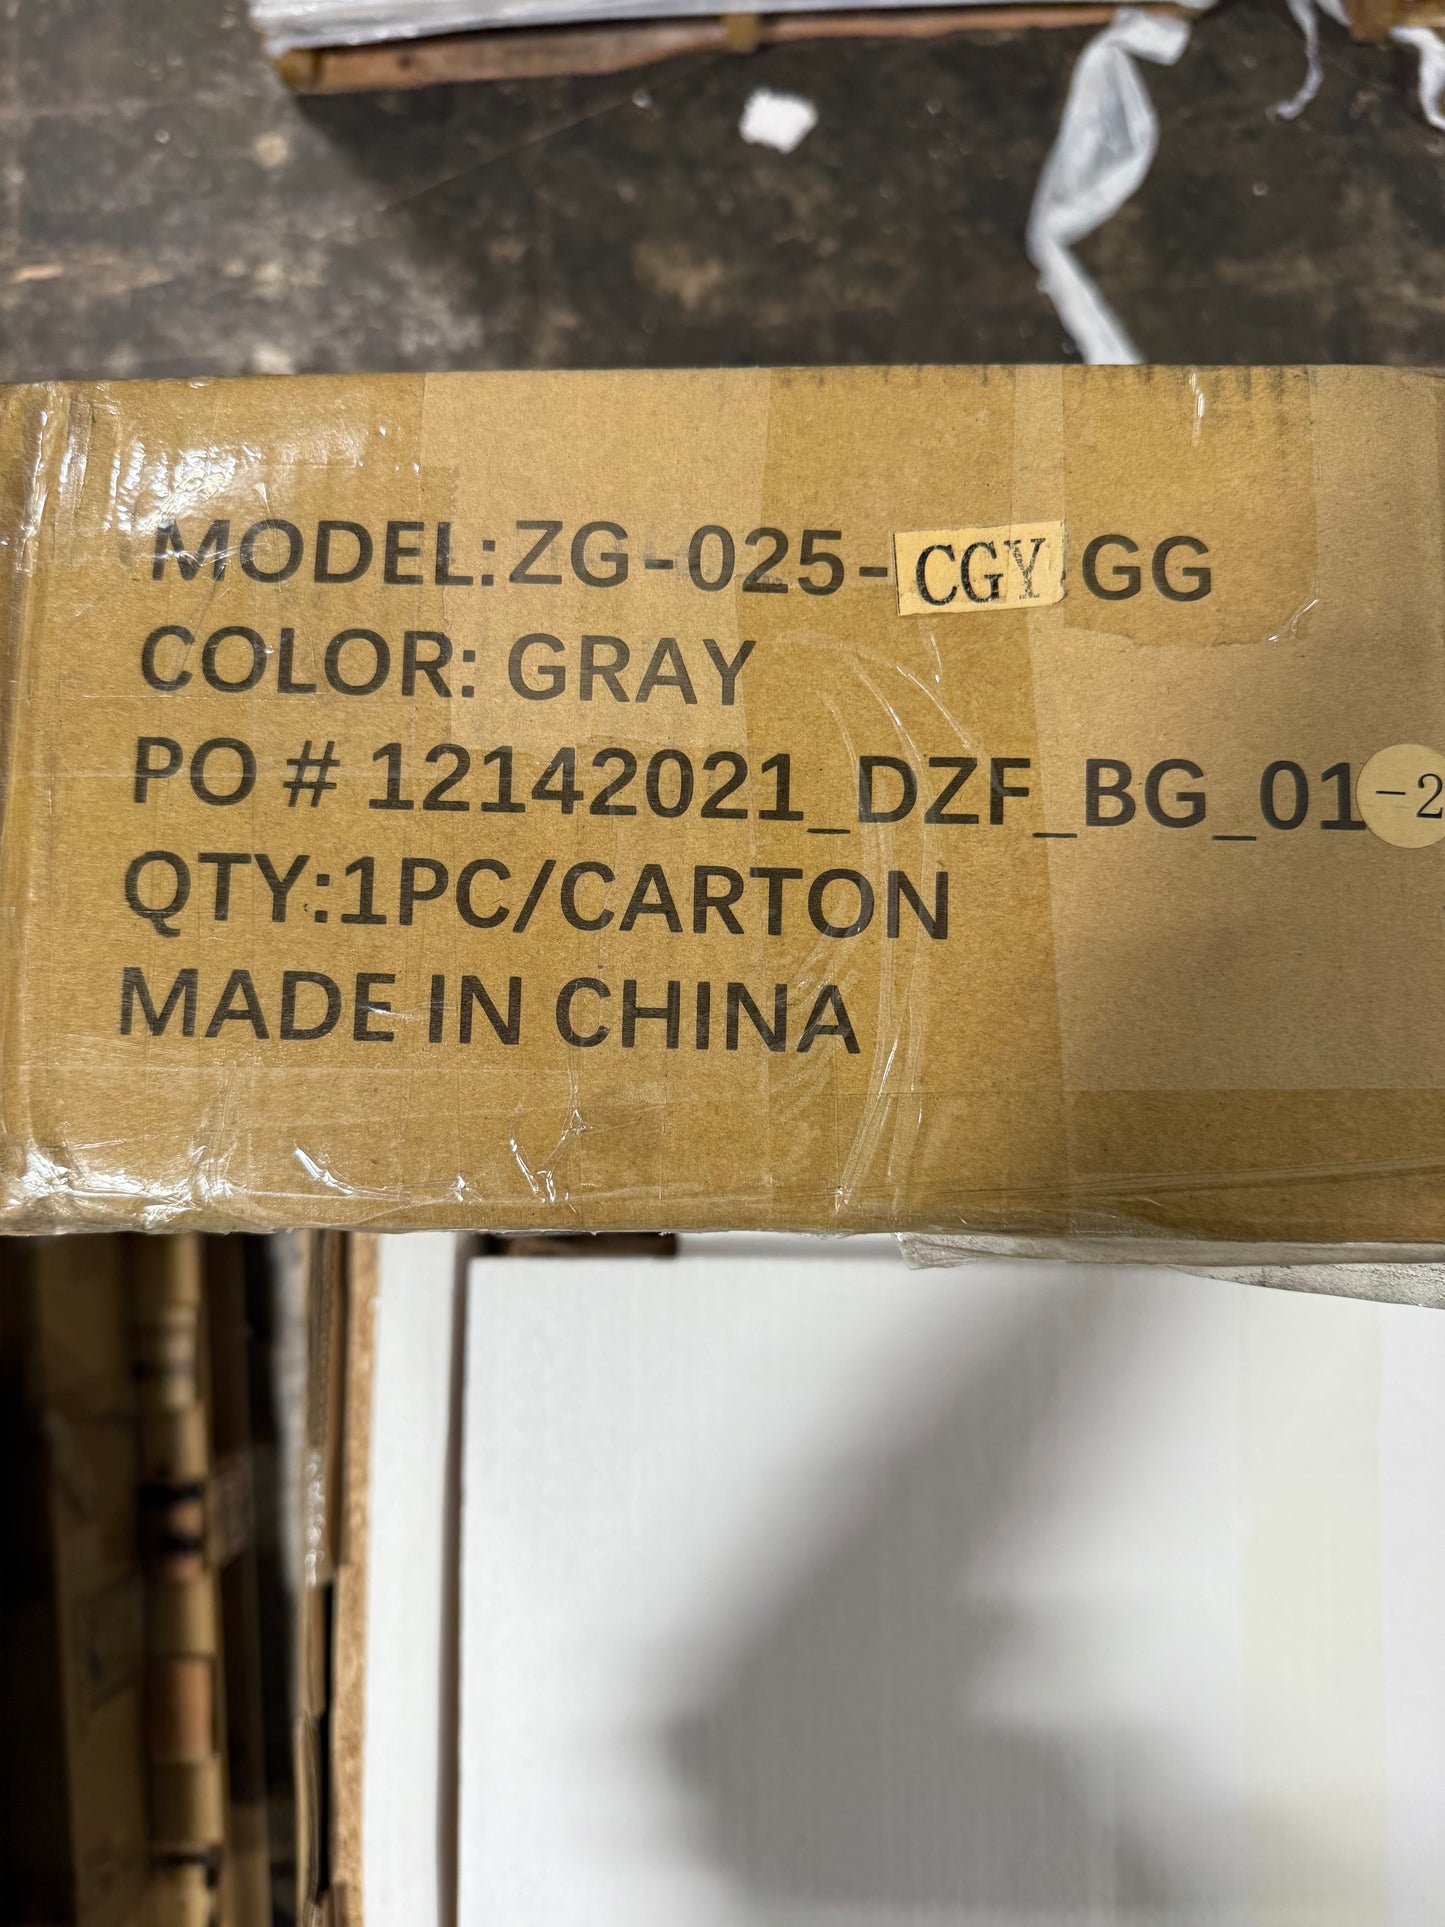 MODEL:ZG-025-CGY GG
COLOR: GRAY
PO # 12142021_DZF_BG_01-2
QTY:1PC/CARTON
MADE IN CHINA